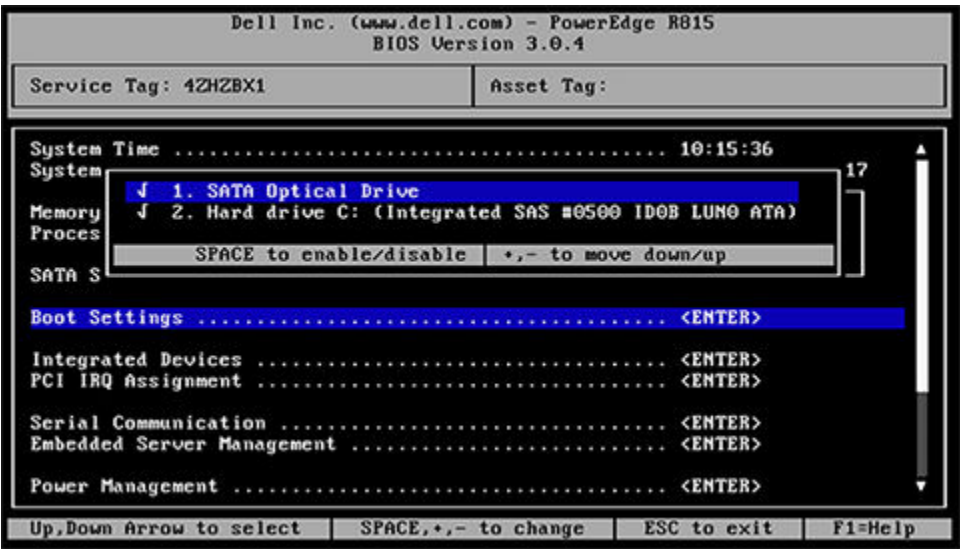 Dell Inc. (www.dell.com) - PowerEdge R815
BIOS Version 3.0.4
Service Tag: 4ZHZBX1 Asset Tag:
System Time ............................................. 10:15:36
System 17
√ 1. SATA Optical Drive
Memory √ 2. Hard drive C: (Integrated SAS #0500 ID0B LUN0 ATA)
Proces
SPACE to enable/disable +,- to move down/up
SATA S
Boot Settings ........................................... <ENTER>
Integrated Devices ...................................... <ENTER>
PCI IRQ Assignment ...................................... <ENTER>
Serial Communication .................................... <ENTER>
Embedded Server Management .............................. <ENTER>
Power Management ........................................ <ENTER>
Up,Down Arrow to select SPACE,+,- to change ESC to exit F1=Help